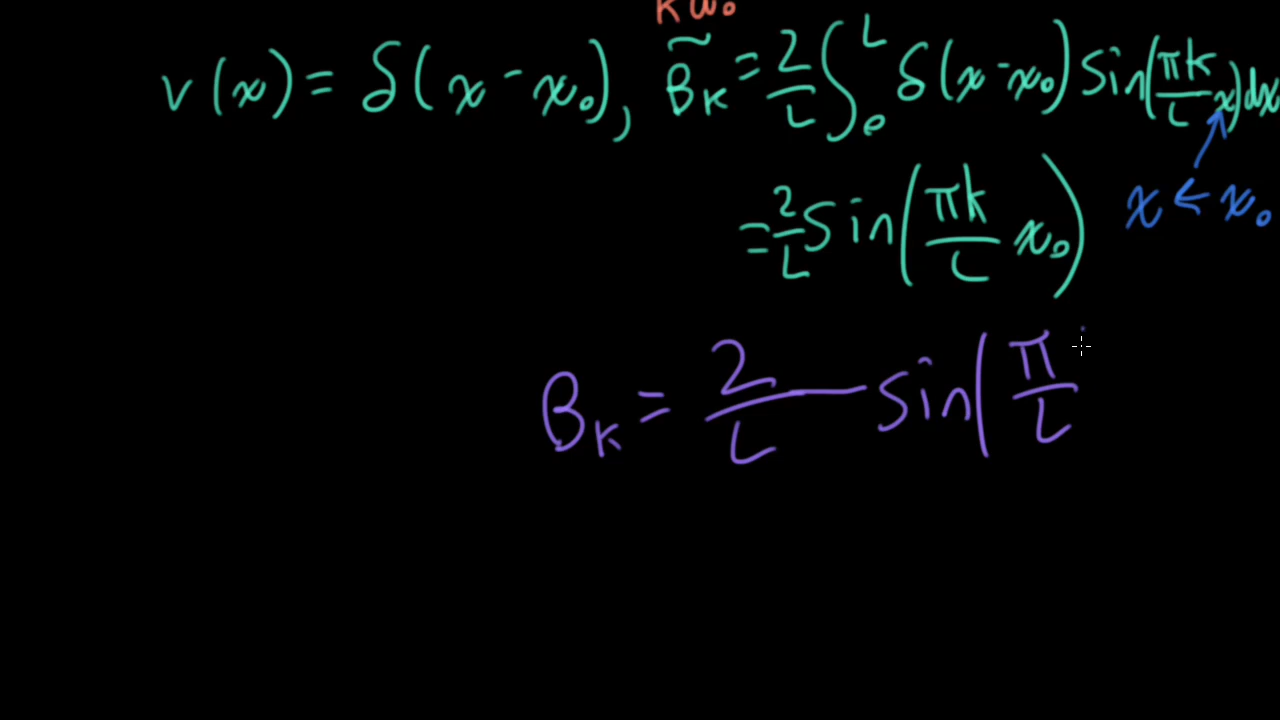 kω₀
v(x) = δ(x - x₀), B̃ₖ = 2/L ∫₀ᴸ δ(x - x₀) sin(πk/L x) dx
= 2/L sin(πk/L x₀) x ← x₀
Bₖ = 2/L sin(π/L